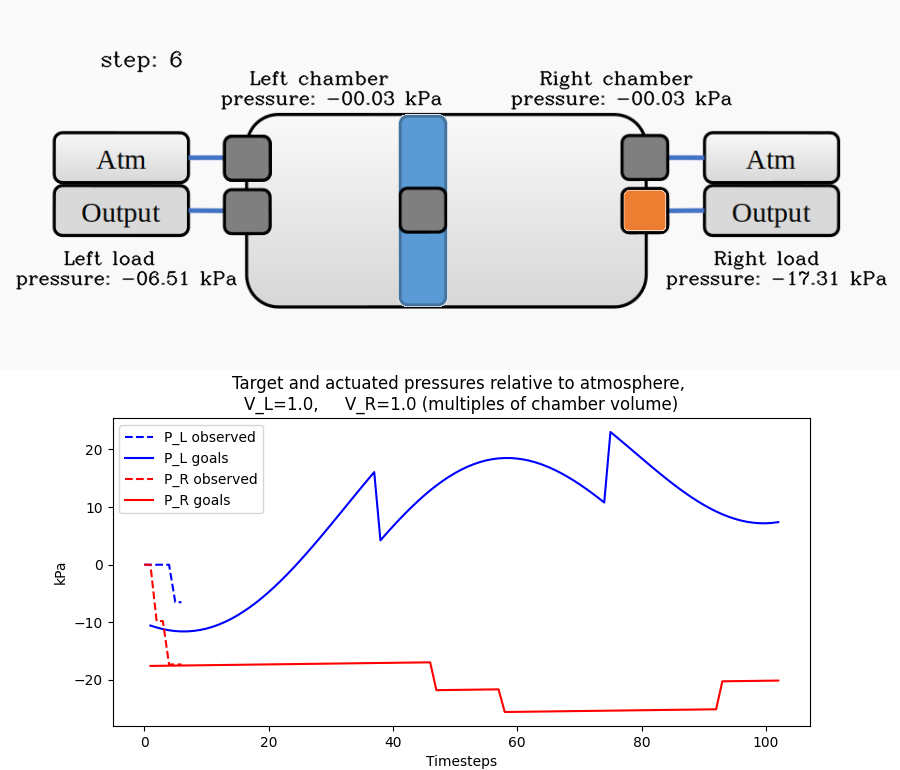 step: 6
Left chamber
pressure: −00.03 kPa
Right chamber
pressure: −00.03 kPa
Atm
Output
Atm
Output
Left load
pressure: −06.51 kPa
Right load
pressure: −17.31 kPa
Target and actuated pressures relative to atmosphere,
V_L=1.0, V_R=1.0 (multiples of chamber volume)
P_L observed
P_L goals
P_R observed
P_R goals
20
10
0
−10
−20
kPa
0 20 40 60 80 100
Timesteps